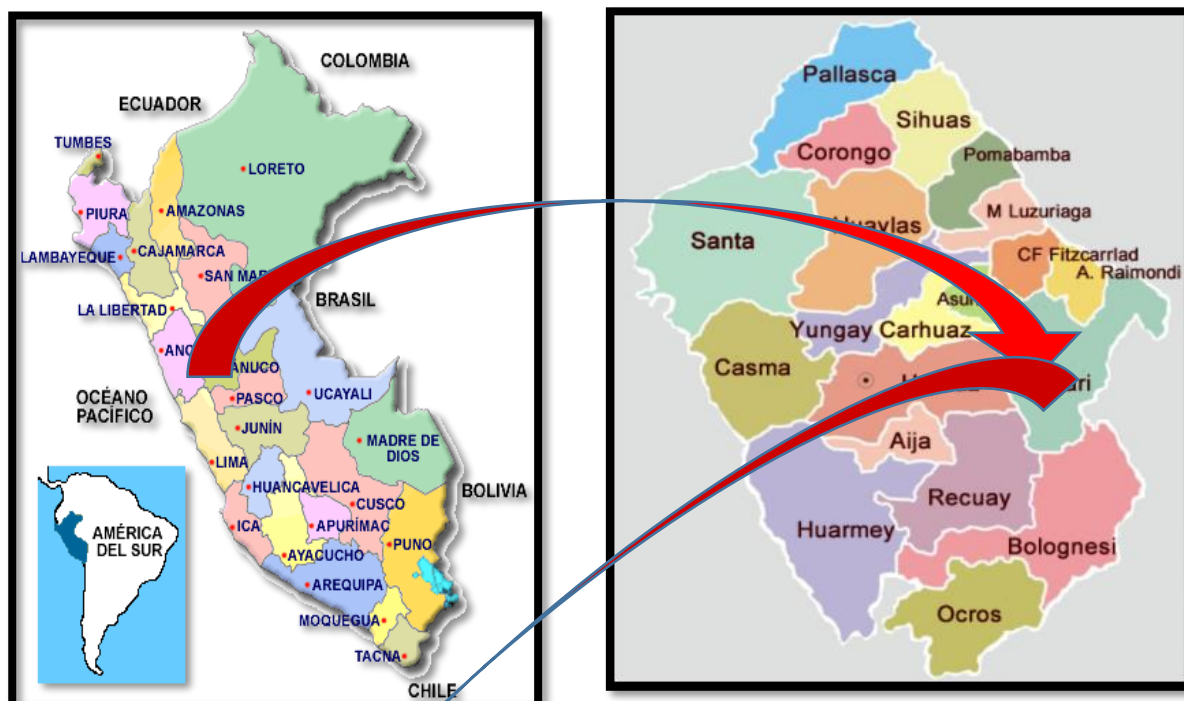 COLOMBIA
ECUADOR
TUMBES
LORETO
PIURA
AMAZONAS
CAJAMARCA
LAMBAYEQUE
SAN MAR
BRASIL
LA LIBERTAD
ANC
ANUCO
UCAYALI
OCÉANO
PACÍFICO
PASCO
JUNÍN
MADRE DE
DIOS
LIMA
HUANCAVELICA
BOLIVIA
CUSCO
ICA
APURÍMAC
PUNO
AYACUCHO
AREQUIPA
MOQUEGUA
TACNA
CHILE
AMÉRICA
DEL SUR
Pallasca
Sihuas
Corongo
Pomabamba
M Luzuriaga
Santa
CF Fitzcarrlad
A. Raimondi
Yungay
Carhuaz
Casma
Aija
Recuay
Huarmey
Bolognesi
Ocros